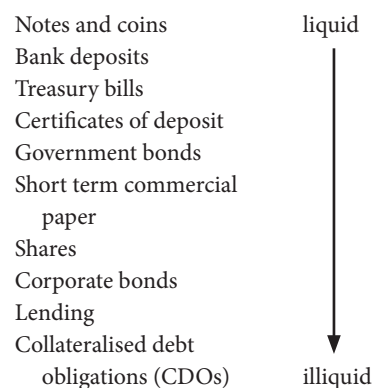 Notes and coins liquid
Bank deposits
Treasury bills
Certificates of deposit
Government bonds
Short term commercial
paper
Shares
Corporate bonds
Lending
Collateralised debt
obligations (CDOs) illiquid